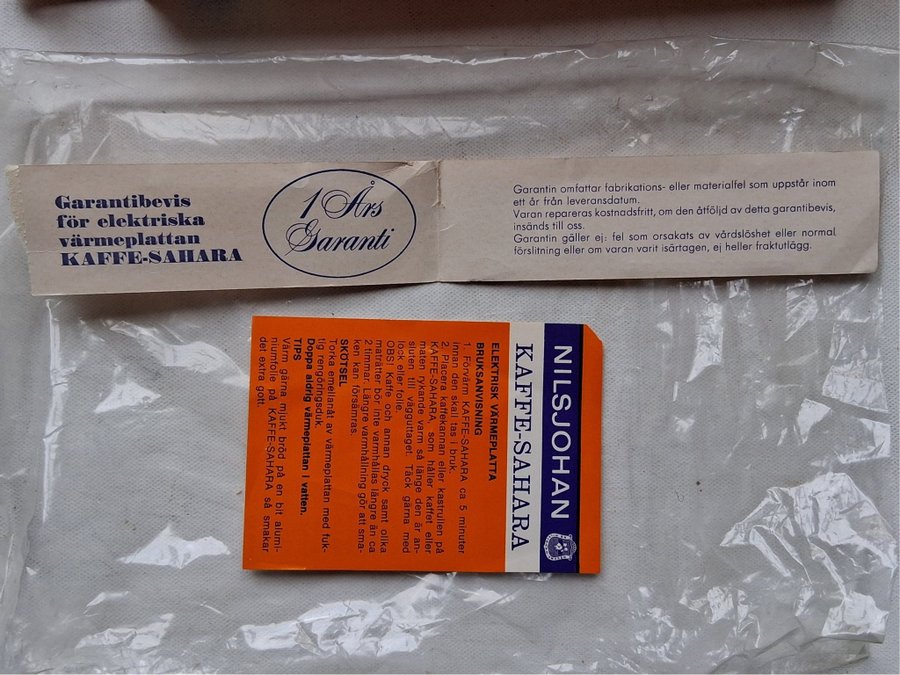 Garantibevis
för elektriska
värmeplattan
KAFFE-SAHARA
1 Års
Garanti
Garantin omfattar fabrikations- eller materialfel som uppstår inom
ett år från leveransdatum.
Varan repareras kostnadsfritt, om den åtföljd av detta garantibevis,
insänds till oss.
Garantin gäller ej: fel som orsakats av vårdslöshet eller normal
förslitning eller om varan varit isärtagen, ej heller fraktutlägg.
NILSJOHAN
KAFFE-SAHARA
ELEKTRISK VÄRMEPLATTA
BRUKSANVISNING
1. Förvärm KAFFE-SAHARA ca 5 minuter
innan den skall tas i bruk.
2. Placera kaffekannan eller kastrullen på
KAFFE-SAHARA som håller kaffet eller
maten rykande varm så länge den är an-
sluten till vägguttaget. Täck gärna med
lock eller folie.
OBS! Kaffe och annan dryck samt olika
maträtter bör inte varmhållas längre än ca
2 timmar. Längre varmhållning gör att sma-
ken kan försämras.
SKÖTSEL
Torka emellanåt av värmeplattan med fuk-
tig rengöringsduk.
Doppa aldrig värmeplattan i vatten.
TIPS
Värm gärna mjukt bröd på en bit alumi-
niumfolie på KAFFE-SAHARA så smakar
det extra gott.